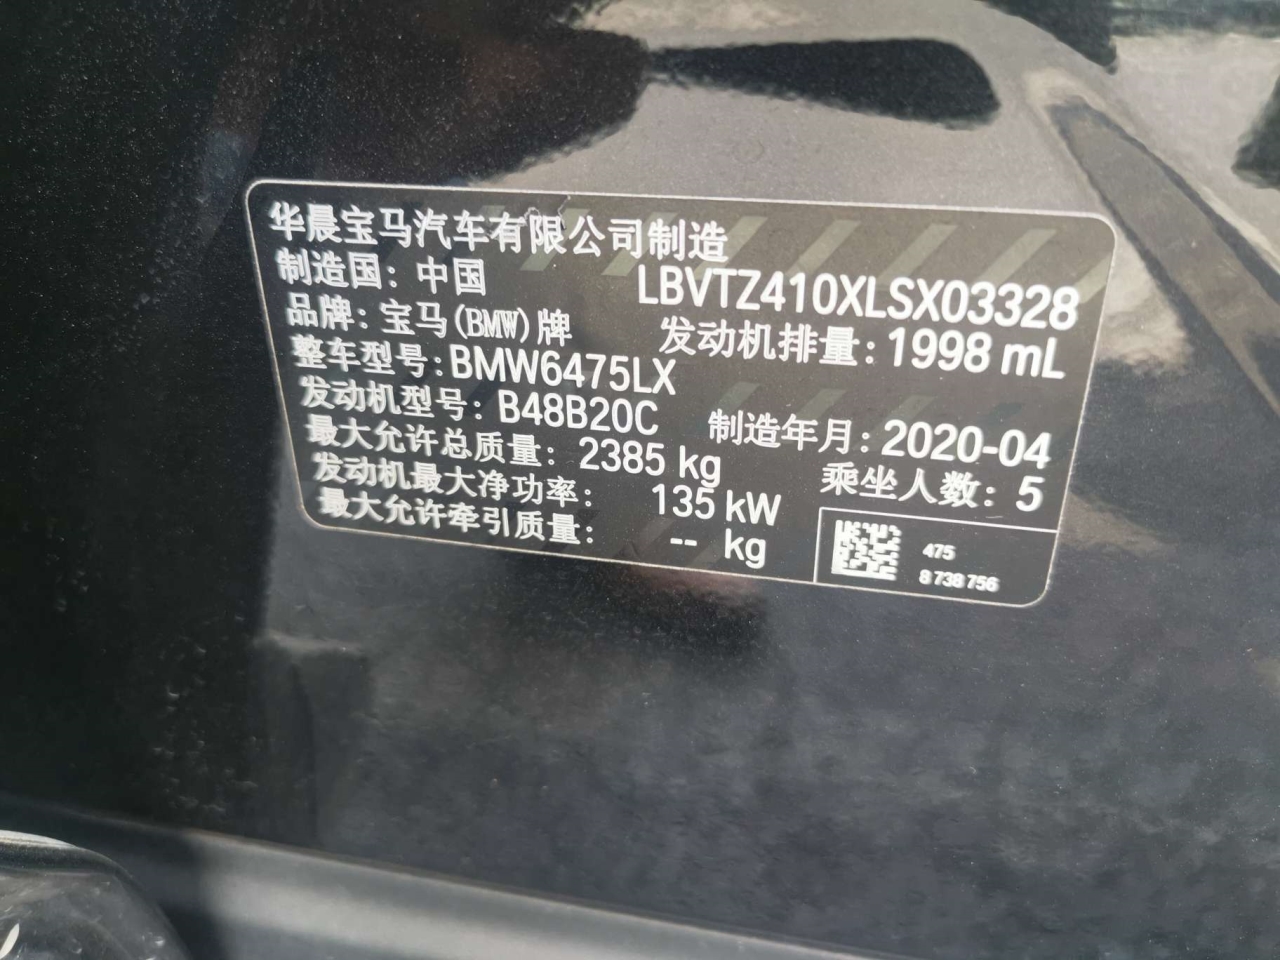 华晨宝马汽车有限公司制造
制造国：中国 LBVTZ410XLSX03328
品牌：宝马(BMW)牌 发动机排量：1998 mL
整车型号：BMW6475LX
发动机型号：B48B20C 制造年月：2020-04
最大允许总质量：2385 kg 乘坐人数：5
发动机最大净功率：135 kW
最大允许牵引质量：-- kg
475
8 738 756